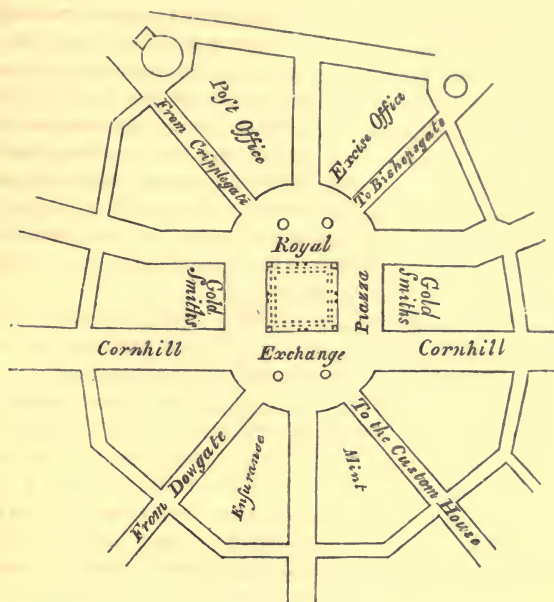 Poſt Office
Exciſe Office
From Cripplegate
To Bishopsgate
Royal
Gold
Smiths
Piazza
Gold
Smiths
Cornhill
Exchange
Cornhill
From Dowgate
Enſurance
Mint
To the Custom House